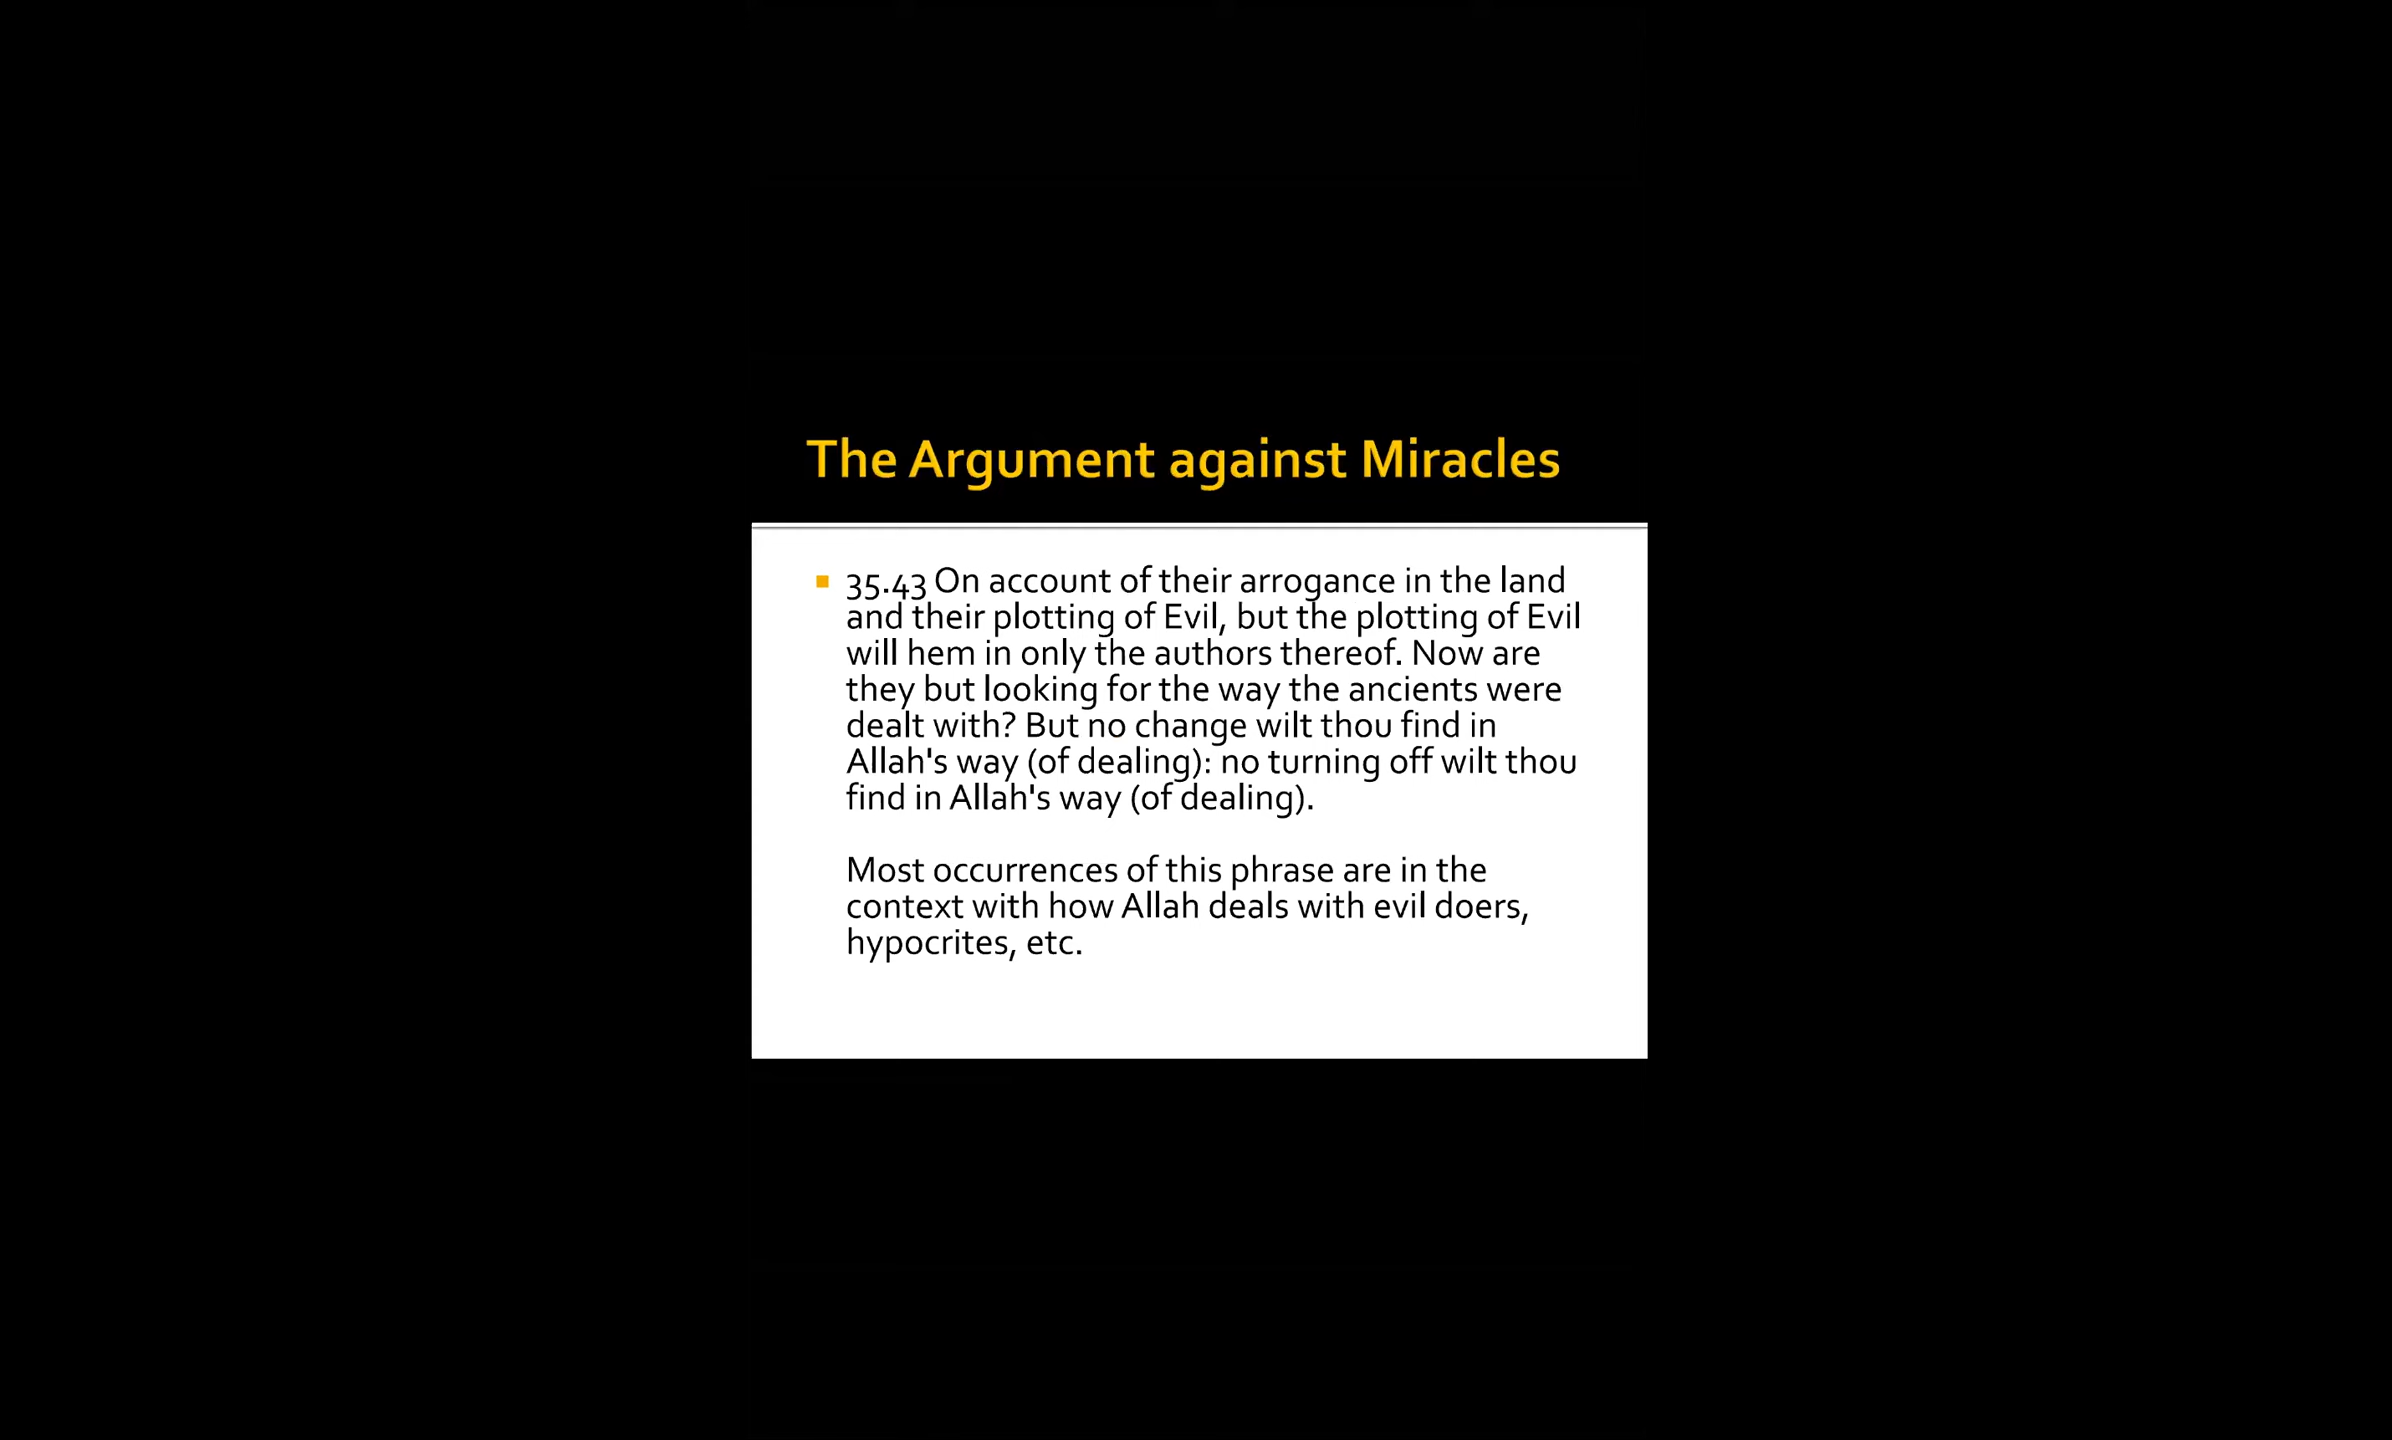 The Argument against Miracles
35.43 On account of their arrogance in the land
and their plotting of Evil, but the plotting of Evil
will hem in only the authors thereof. Now are
they but looking for the way the ancients were
dealt with? But no change wilt thou find in
Allah's way (of dealing): no turning off wilt thou
find in Allah's way (of dealing).
Most occurrences of this phrase are in the
context with how Allah deals with evil doers,
hypocrites, etc.